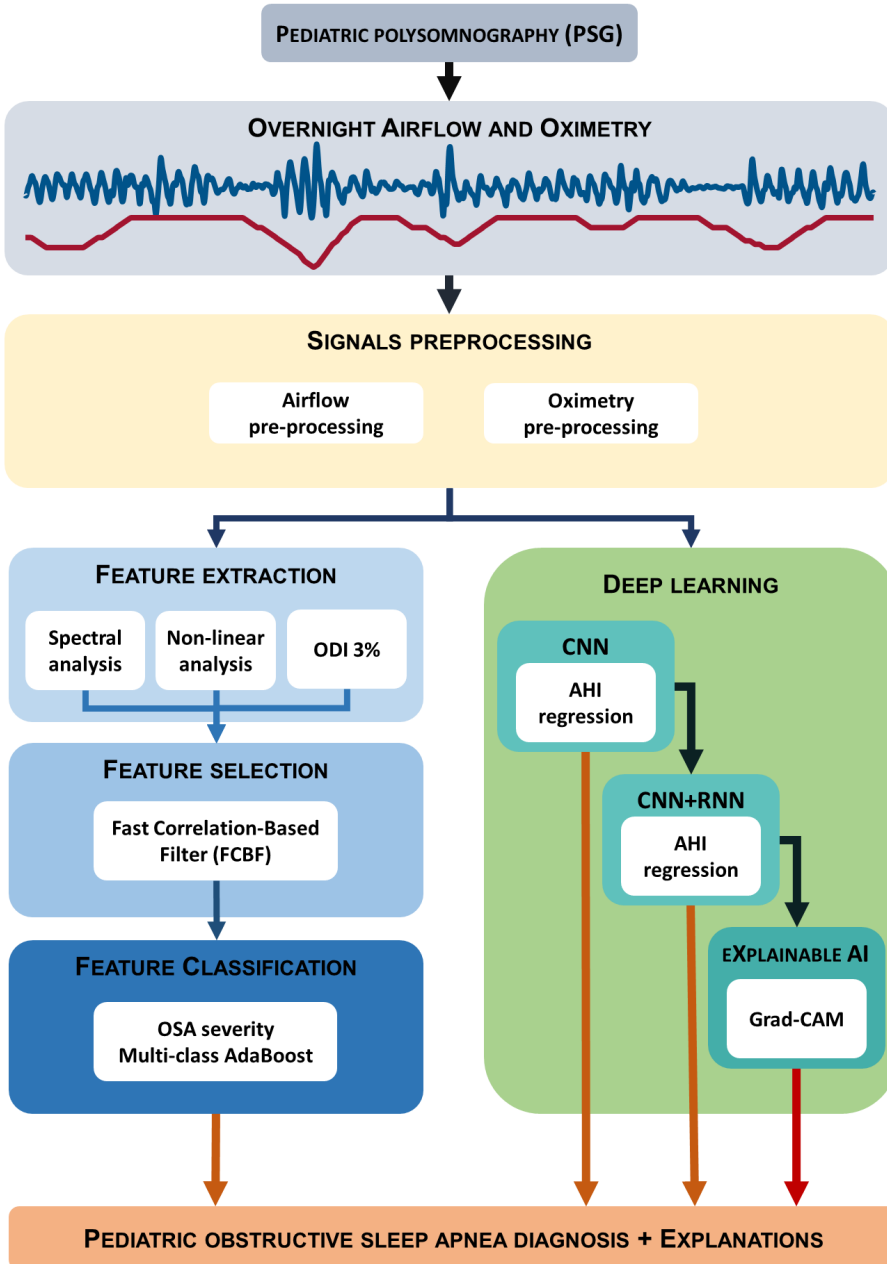 PEDIATRIC POLYSOMNOGRAPHY (PSG)
OVERNIGHT AIRFLOW AND OXIMETRY
SIGNALS PREPROCESSING
Airflow
pre-processing
Oximetry
pre-processing
FEATURE EXTRACTION
Spectral
analysis
Non-linear
analysis
ODI 3%
FEATURE SELECTION
Fast Correlation-Based
Filter (FCBF)
FEATURE CLASSIFICATION
OSA severity
Multi-class AdaBoost
DEEP LEARNING
CNN
AHI
regression
CNN+RNN
AHI
regression
EXPLAINABLE AI
Grad-CAM
PEDIATRIC OBSTRUCTIVE SLEEP APNEA DIAGNOSIS + EXPLANATIONS